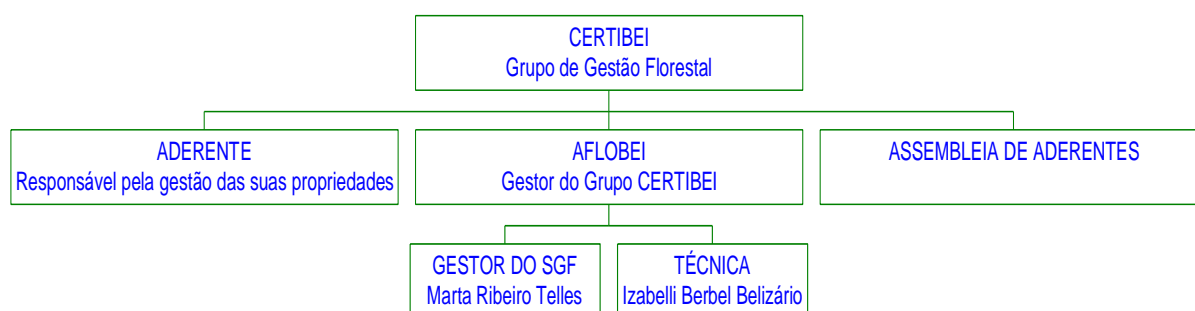 CERTIBEI
Grupo de Gestão Florestal
ADERENTE
Responsável pela gestão das suas propriedades
AFLOBEI
Gestor do Grupo CERTIBEI
ASSEMBLEIA DE ADERENTES
GESTOR DO SGF
Marta Ribeiro Telles
TÉCNICA
Izabelli Berbel Belizário